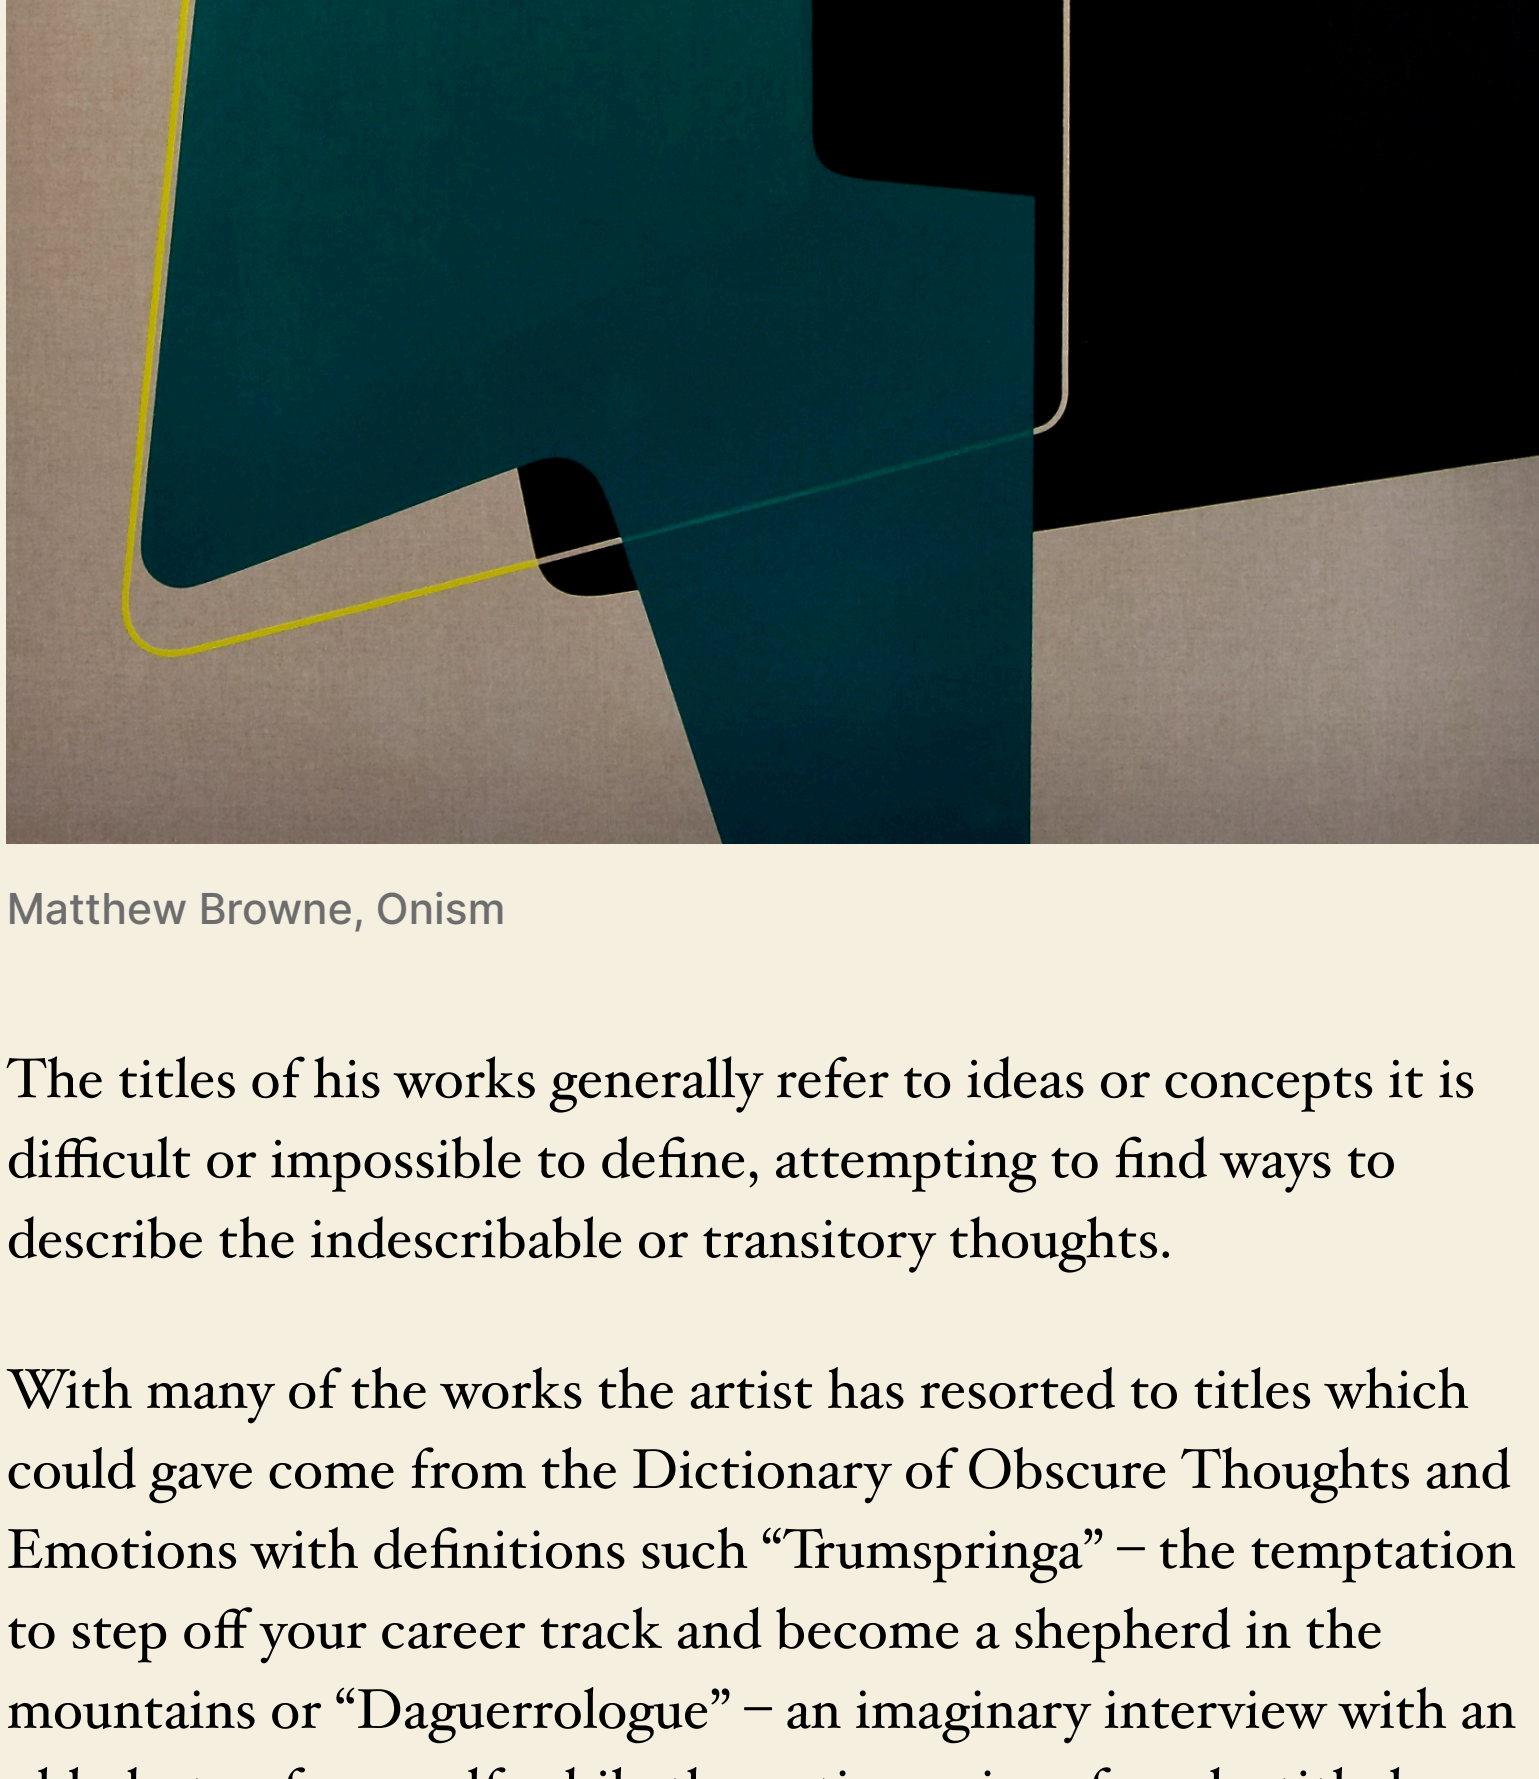 Matthew Browne, Onism
The titles of his works generally refer to ideas or concepts it is
difficult or impossible to define, attempting to find ways to
describe the indescribable or transitory thoughts.
With many of the works the artist has resorted to titles which
could gave come from the Dictionary of Obscure Thoughts and
Emotions with definitions such “Trumspringa” – the temptation
to step off your career track and become a shepherd in the
mountains or “Daguerrologue” – an imaginary interview with an